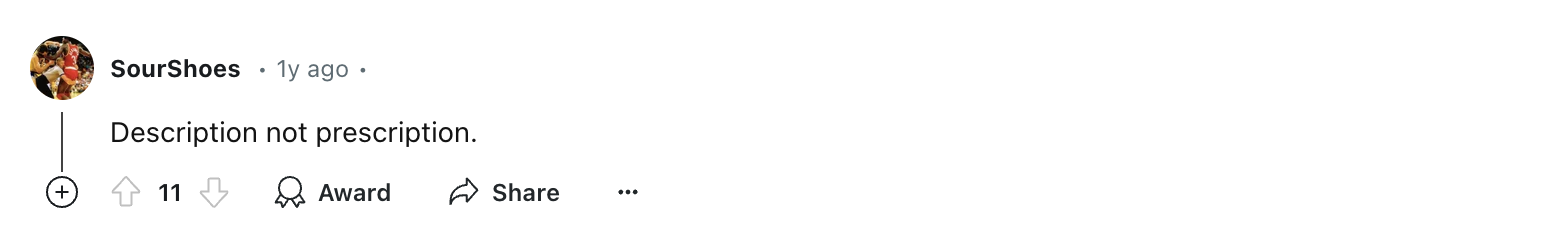 SourShoes • 1y ago •
Description not prescription.
11 Award Share ...